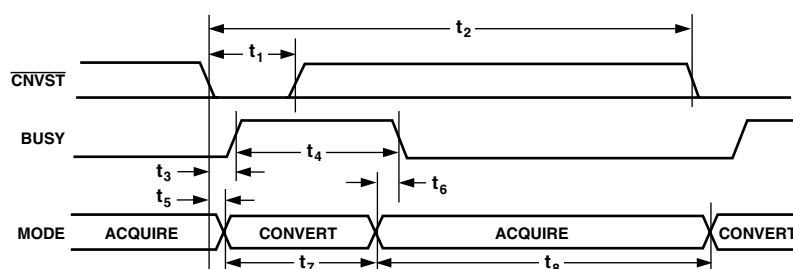 t2
t1
CNVST
BUSY
t3
t4
t6
t5
MODE ACQUIRE CONVERT ACQUIRE CONVERT
t7 t8